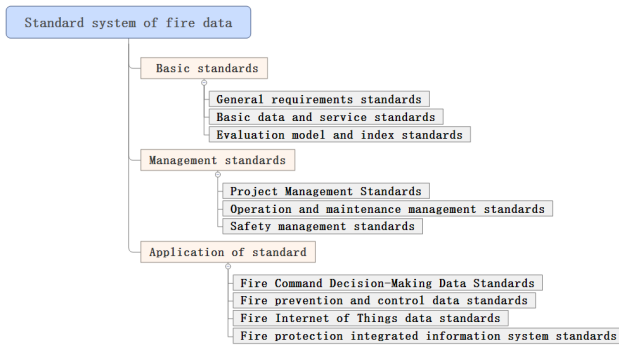 Standard system of fire data
Basic standards
General requirements standards
Basic data and service standards
Evaluation model and index standards
Management standards
Project Management Standards
Operation and maintenance management standards
Safety management standards
Application of standard
Fire Command Decision-Making Data Standards
Fire prevention and control data standards
Fire Internet of Things data standards
Fire protection integrated information system standards